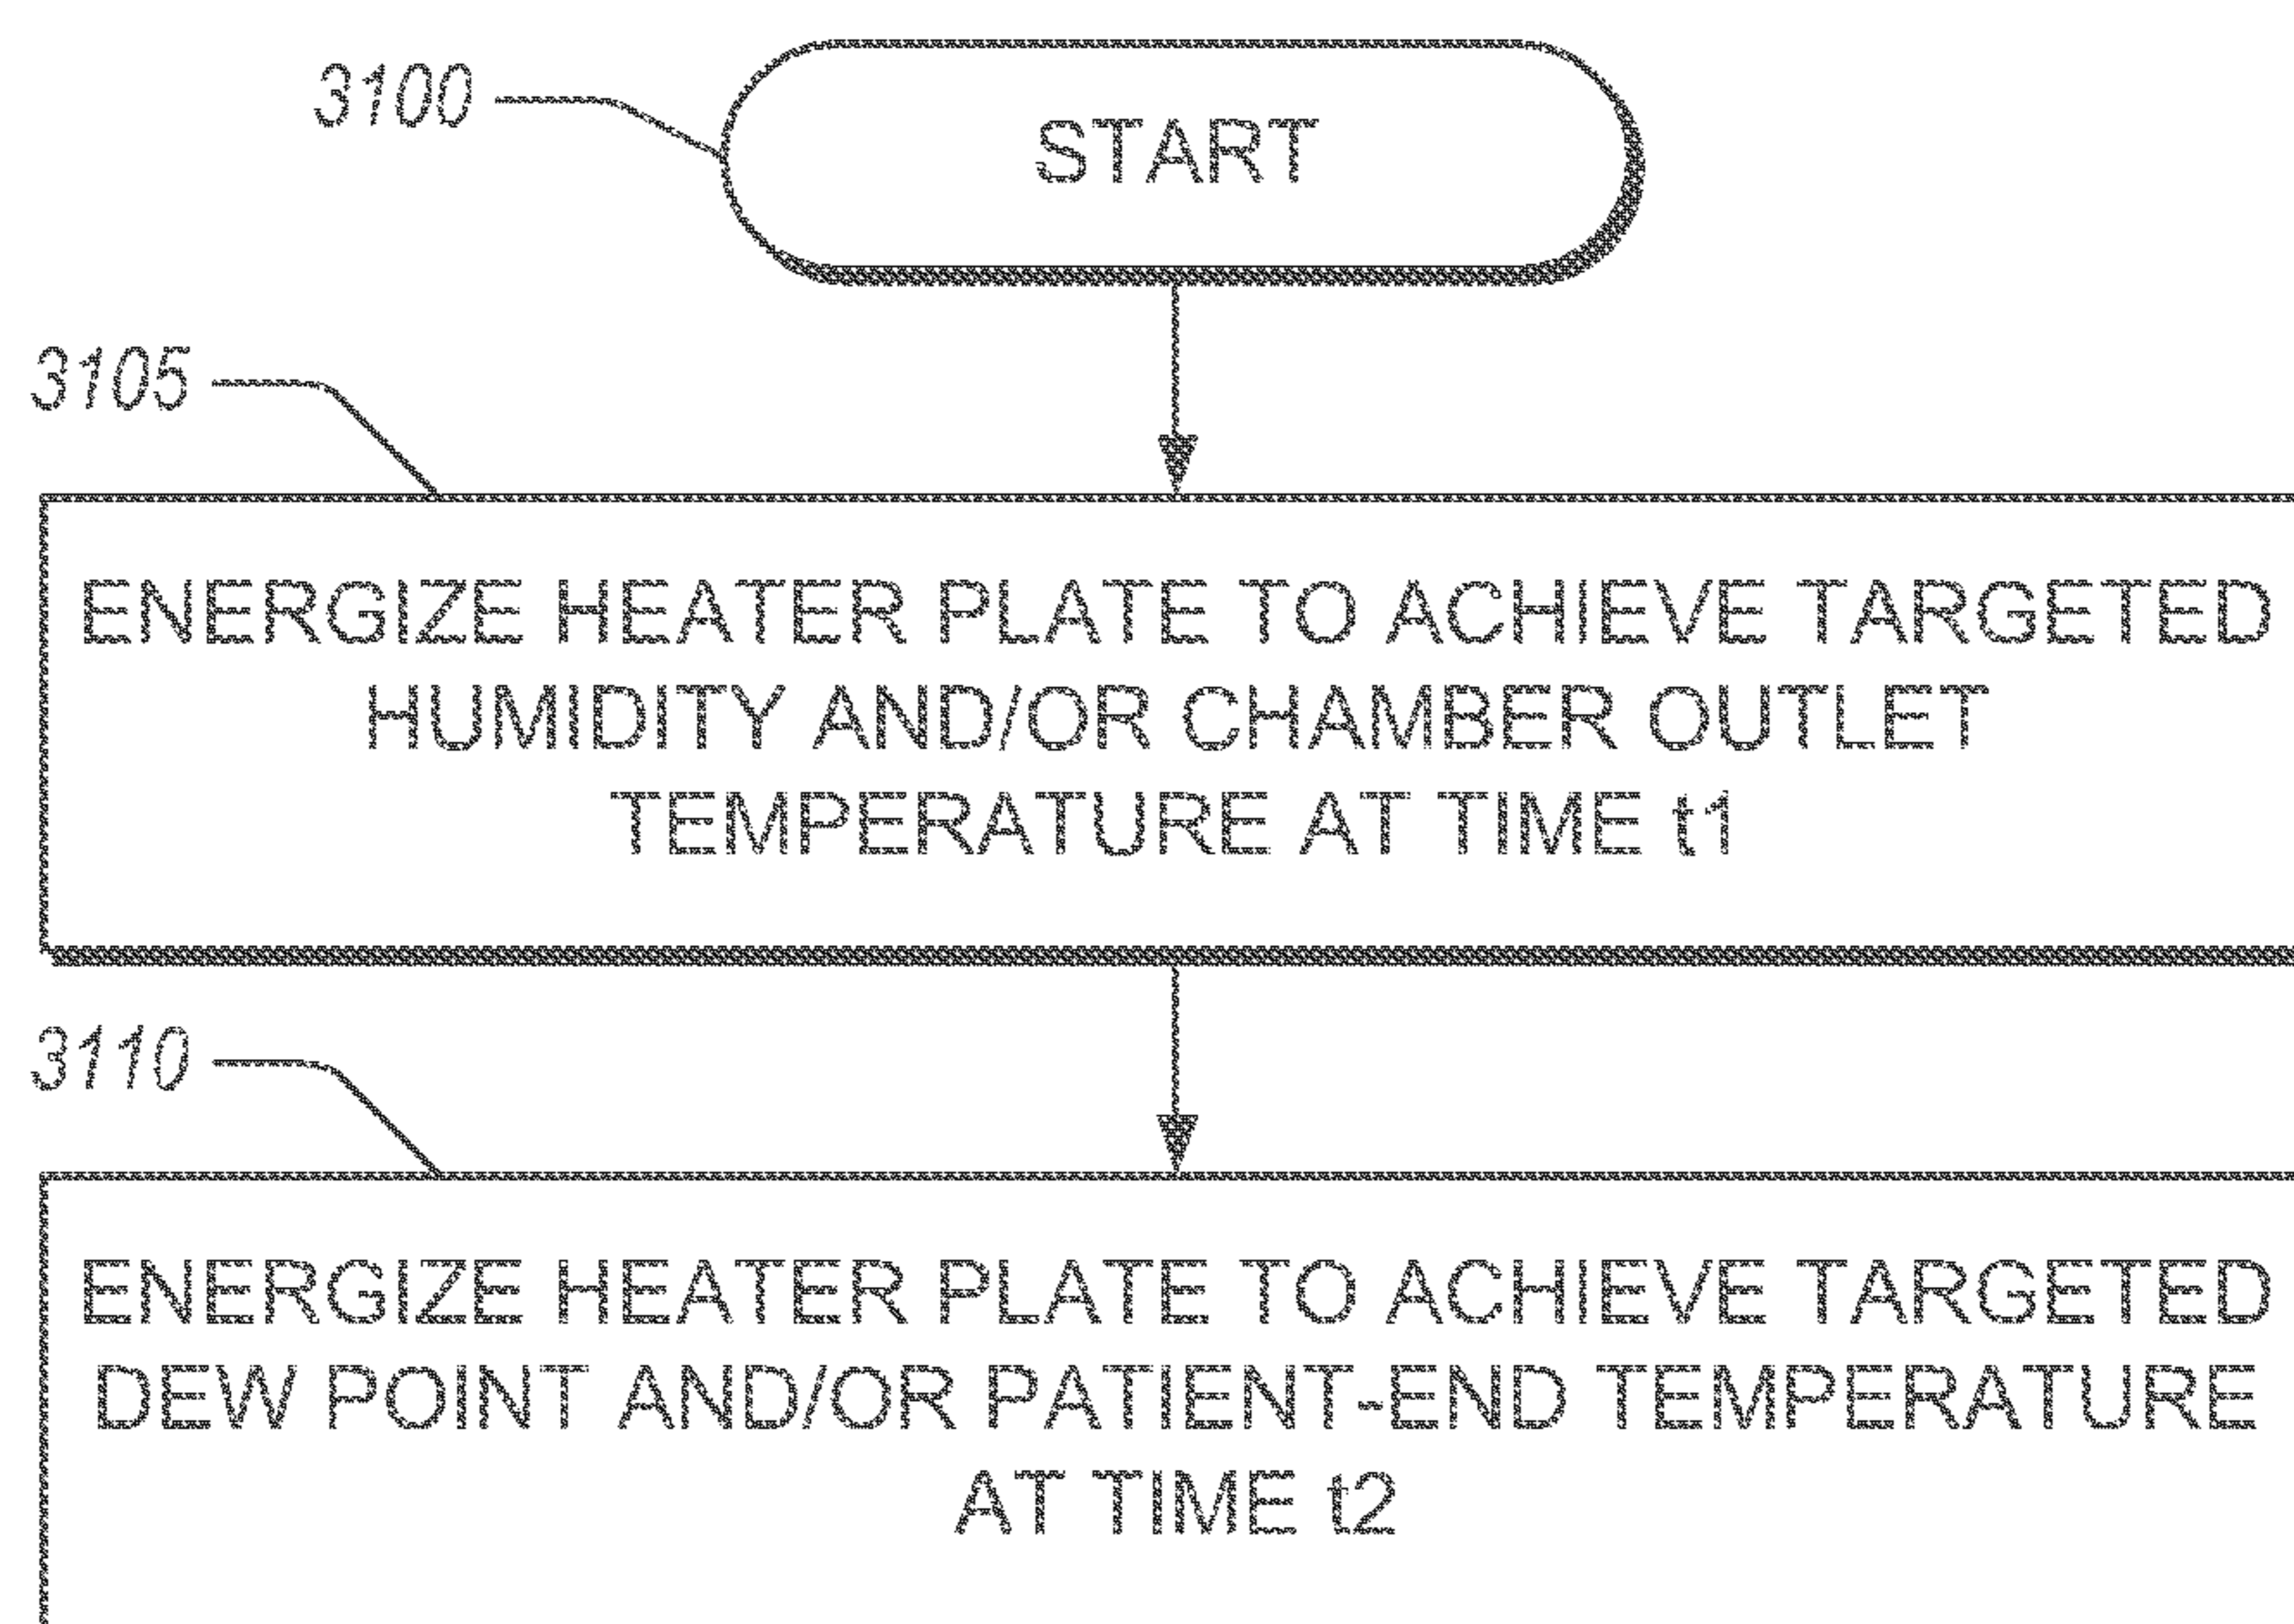 3100
START
3105
ENERGIZE HEATER PLATE TO ACHIEVE TARGETED
HUMIDITY AND/OR CHAMBER OUTLET
TEMPERATURE AT TIME t1
3110
ENERGIZE HEATER PLATE TO ACHIEVE TARGETED
DEW POINT AND/OR PATIENT-END TEMPERATURE
AT TIME t2